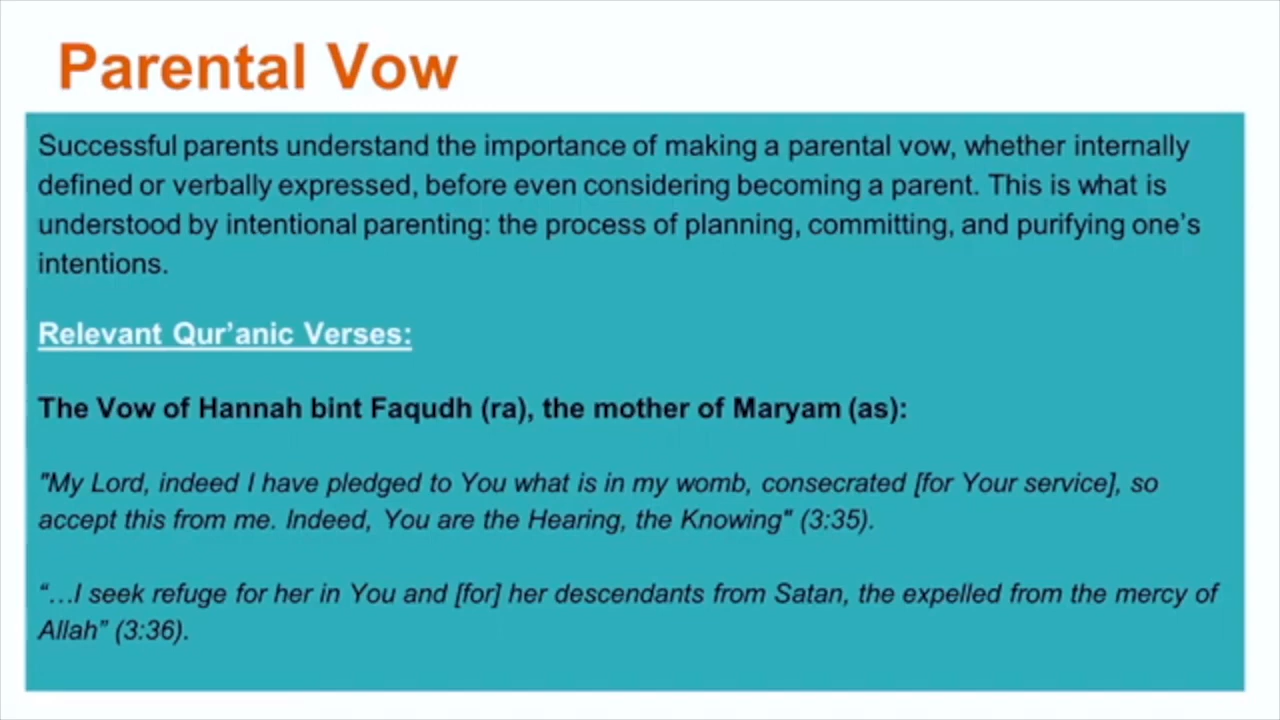 Parental Vow
Successful parents understand the importance of making a parental vow, whether internally
defined or verbally expressed, before even considering becoming a parent. This is what is
understood by intentional parenting: the process of planning, committing, and purifying one’s
intentions.
Relevant Qur’anic Verses:
The Vow of Hannah bint Faqudh (ra), the mother of Maryam (as):
"My Lord, indeed I have pledged to You what is in my womb, consecrated [for Your service], so
accept this from me. Indeed, You are the Hearing, the Knowing" (3:35).
“…I seek refuge for her in You and [for] her descendants from Satan, the expelled from the mercy of
Allah” (3:36).